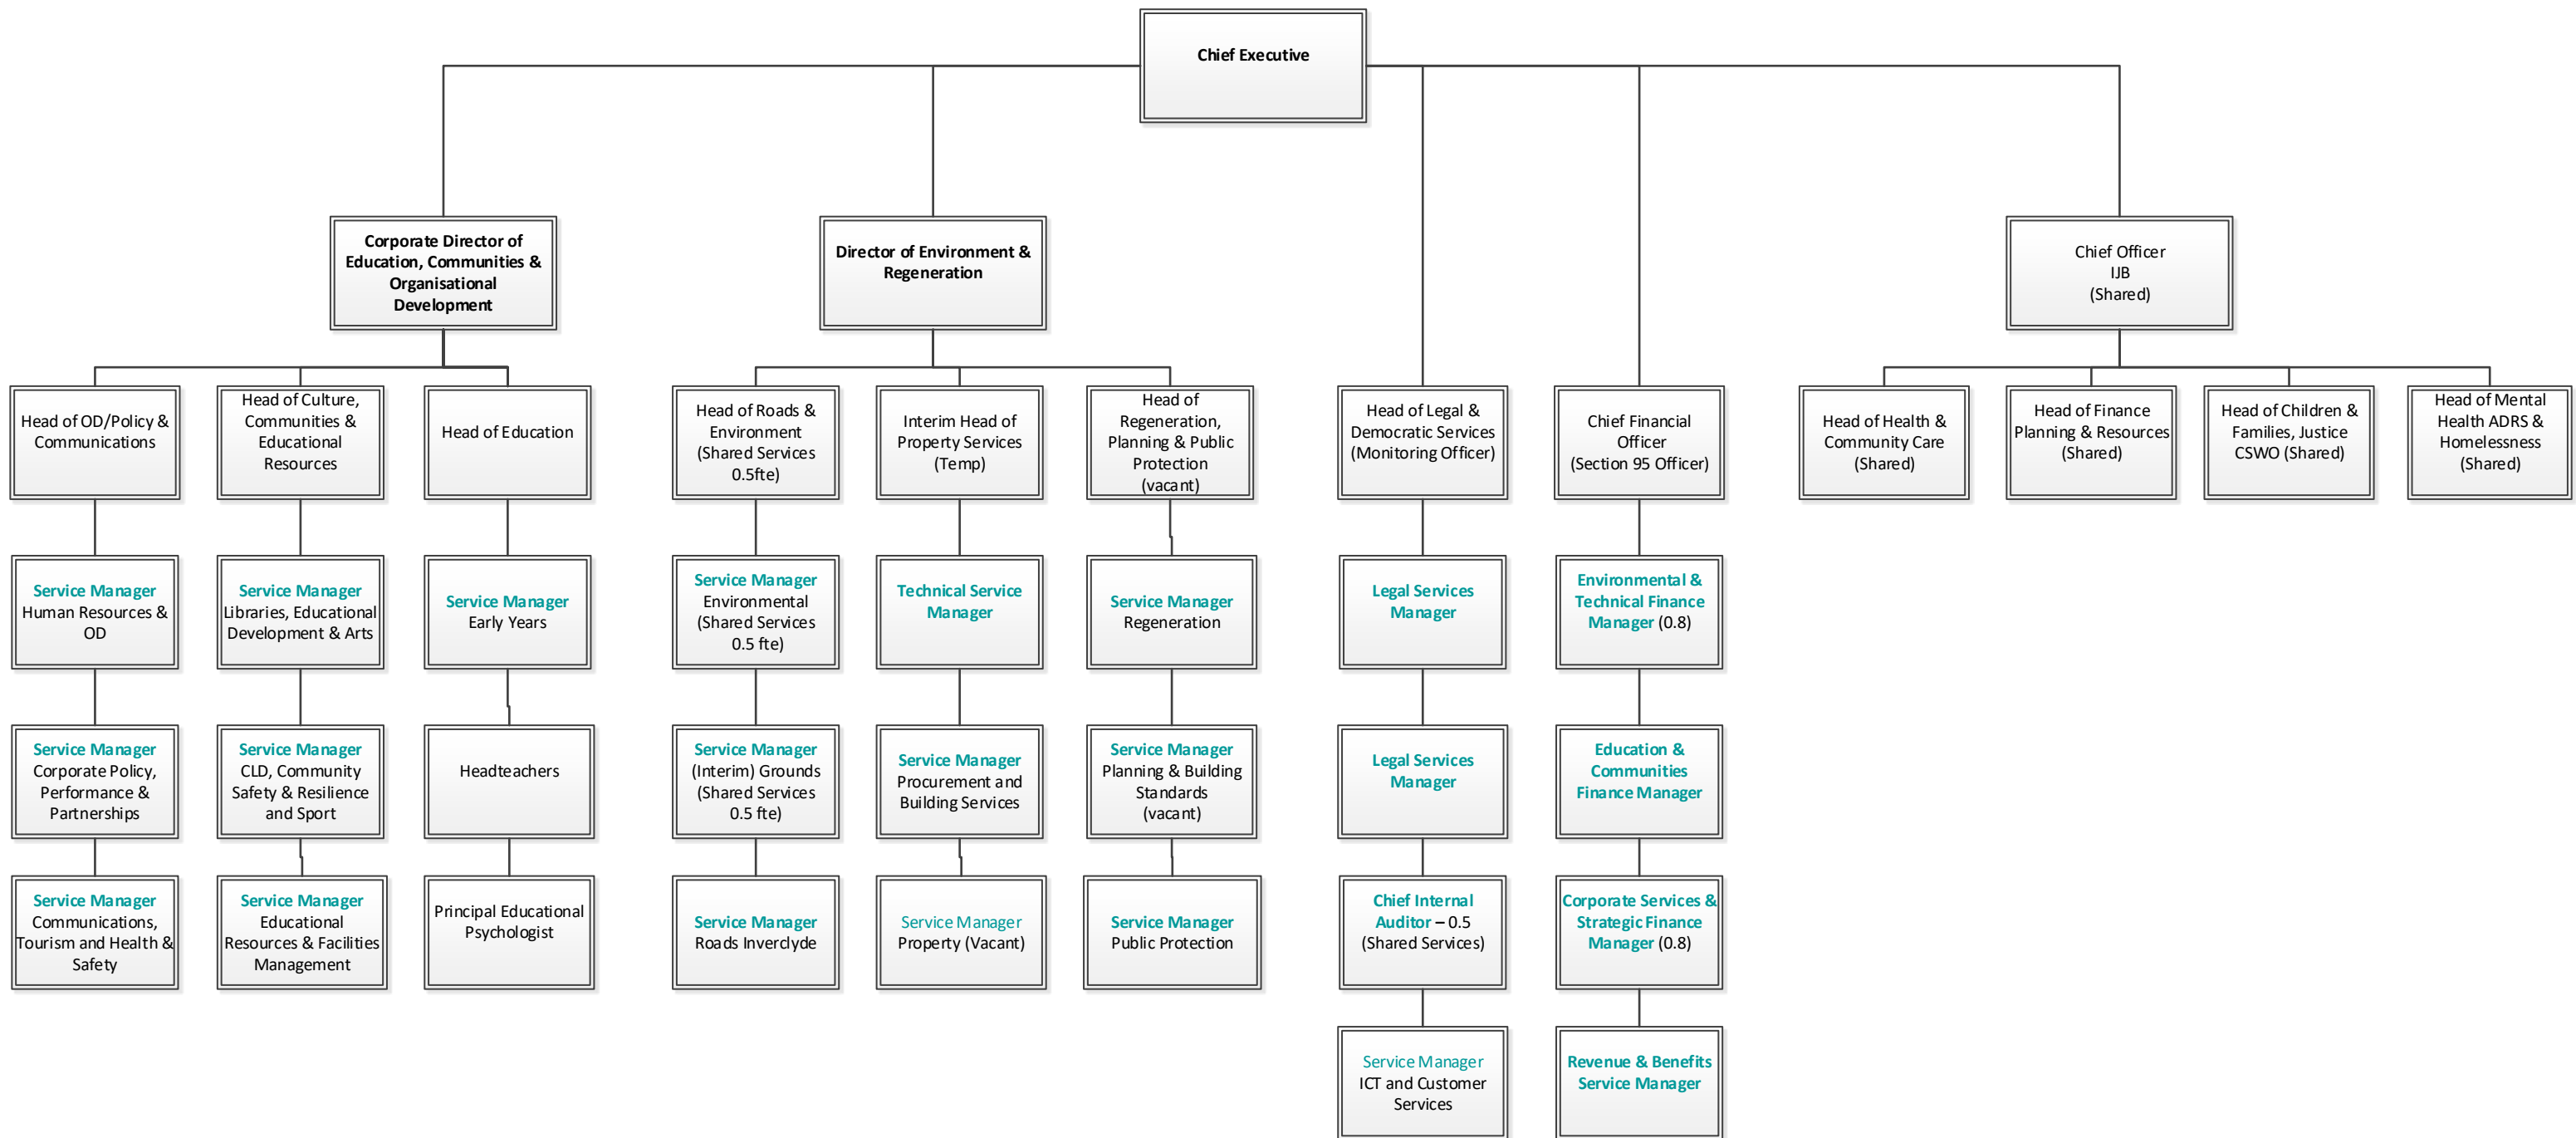 Chief Executive
Corporate Director of
Education, Communities &
Organisational
Development
Director of Environment &
Regeneration
Chief Officer
IJB
(Shared)
Head of OD/Policy &
Communications
Head of Culture,
Communities &
Educational
Resources
Head of Education
Head of Roads &
Environment
(Shared Services
0.5fte)
Interim Head of
Property Services
(Temp)
Head of
Regeneration,
Planning & Public
Protection
(vacant)
Head of Legal &
Democratic Services
(Monitoring Officer)
Chief Financial
Officer
(Section 95 Officer)
Head of Health &
Community Care
(Shared)
Head of Finance
Planning & Resources
(Shared)
Head of Children &
Families, Justice
CSWO (Shared)
Head of Mental
Health ADRS &
Homelessness
(Shared)
Service Manager
Human Resources &
OD
Service Manager
Libraries, Educational
Development & Arts
Service Manager
Early Years
Service Manager
Environmental
(Shared Services
0.5 fte)
Technical Service
Manager
Service Manager
Regeneration
Legal Services
Manager
Environmental &
Technical Finance
Manager (0.8)
Service Manager
Corporate Policy,
Performance &
Partnerships
Service Manager
CLD, Community
Safety & Resilience
and Sport
Headteachers
Service Manager
(Interim) Grounds
(Shared Services
0.5 fte)
Service Manager
Procurement and
Building Services
Service Manager
Planning & Building
Standards
(vacant)
Legal Services
Manager
Education &
Communities
Finance Manager
Service Manager
Communications,
Tourism and Health &
Safety
Service Manager
Educational
Resources & Facilities
Management
Principal Educational
Psychologist
Service Manager
Roads Inverclyde
Service Manager
Property (Vacant)
Service Manager
Public Protection
Chief Internal
Auditor – 0.5
(Shared Services)
Corporate Services &
Strategic Finance
Manager (0.8)
Service Manager
ICT and Customer
Services
Revenue & Benefits
Service Manager